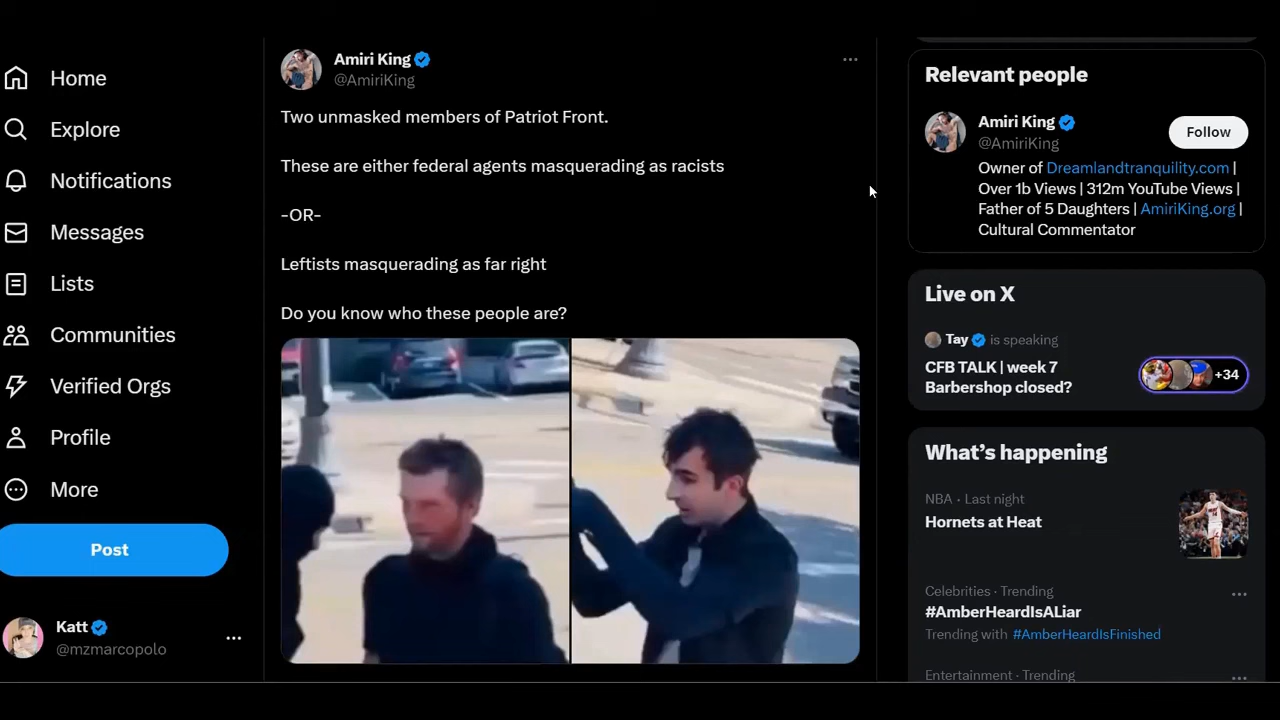 Home
Explore
Notifications
Messages
Lists
Communities
Verified Orgs
Profile
More
Post
Katt
@mzmarcopolo
Amiri King
@AmiriKing
Two unmasked members of Patriot Front.
These are either federal agents masquerading as racists
-OR-
Leftists masquerading as far right
Do you know who these people are?
Relevant people
Amiri King
@AmiriKing
Follow
Owner of Dreamlandtranquility.com |
Over 1b Views | 312m YouTube Views |
Father of 5 Daughters | AmiriKing.org |
Cultural Commentator
Live on X
Tay is speaking
CFB TALK | week 7
Barbershop closed?
+34
What's happening
NBA · Last night
Hornets at Heat
Celebrities · Trending
#AmberHeardIsALiar
Trending with #AmberHeardIsFinished
Entertainment · Trending